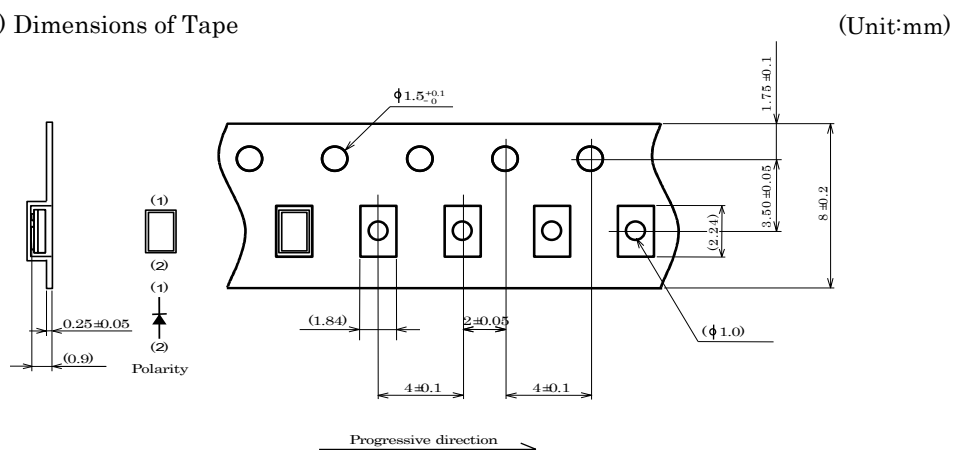 ) Dimensions of Tape
(Unit:mm)
1.75±0.1
ϕ1.5 +0.1 -0
3.50±0.05
8±0.2
(1)
(2.24)
(2)
(1)
(1.84)
2±0.05
(ϕ1.0)
0.25±0.05
(2)
(0.9)
Polarity
4±0.1
4±0.1
Progressive direction